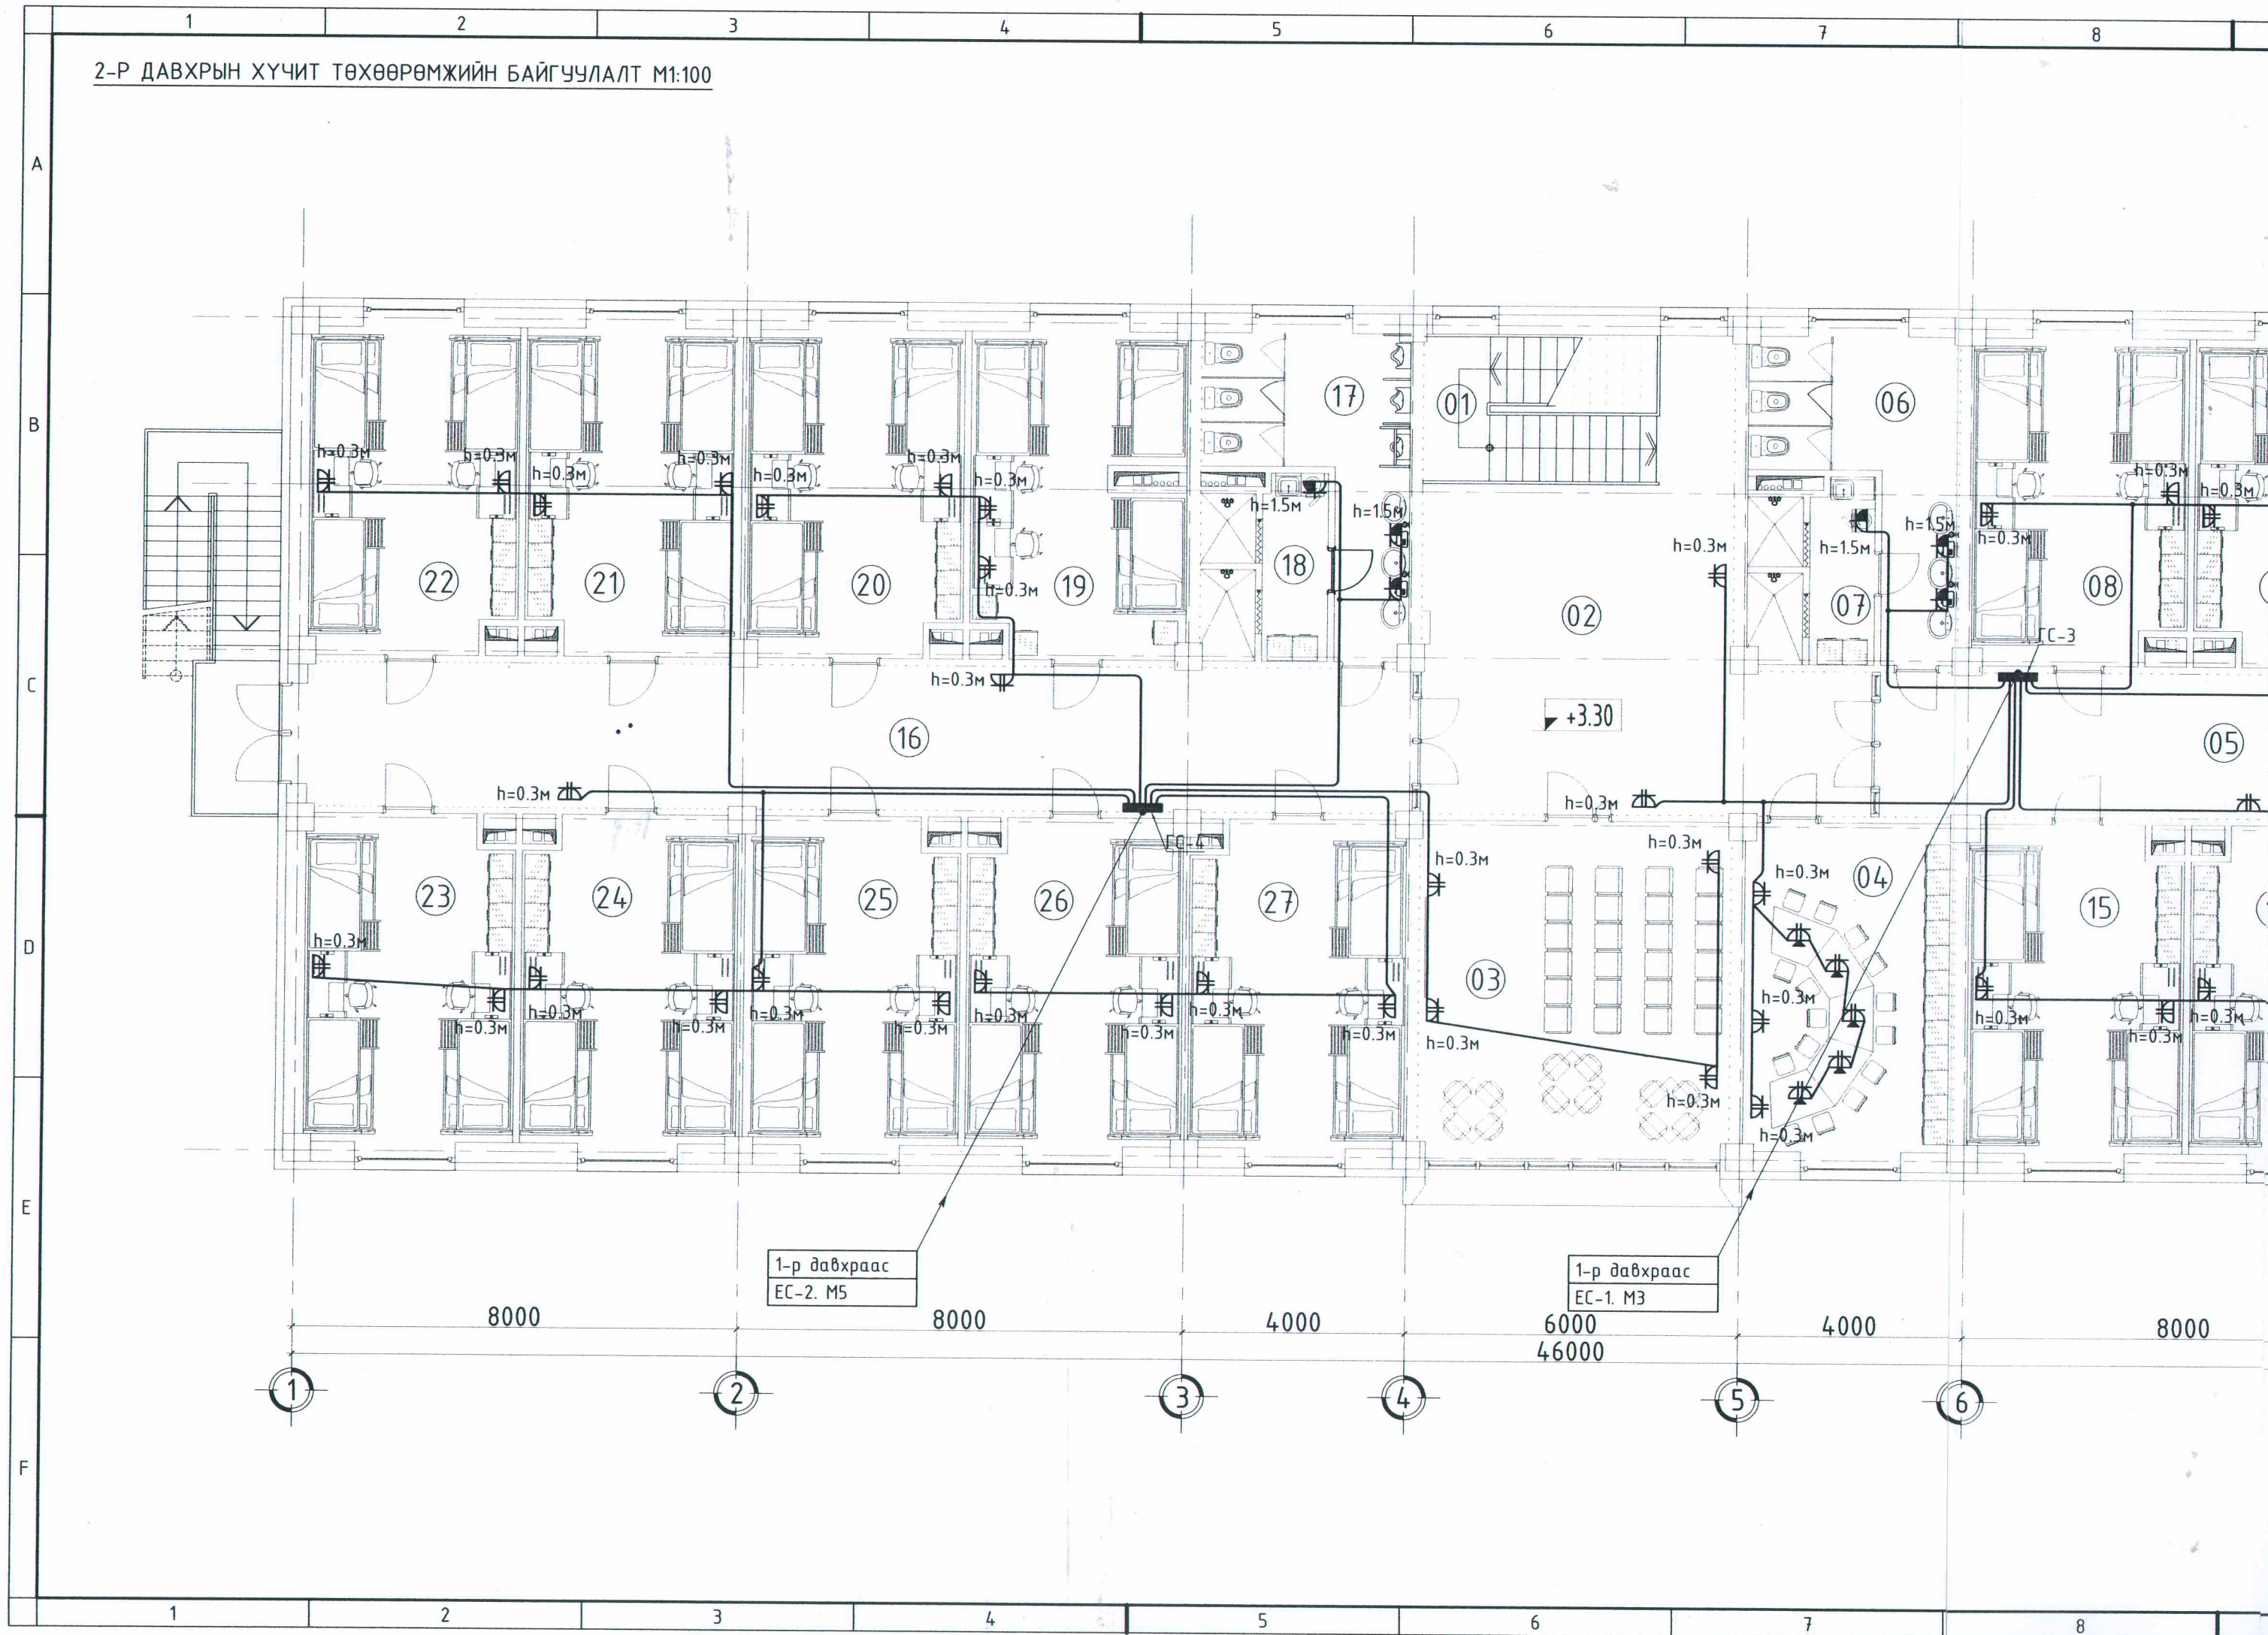 1 2 3 4 5 6 7 8
2-Р ДАВХРЫН ХҮЧИТ ТӨХӨӨРӨМЖИЙН БАЙГУУЛАЛТ М1:100
A
B
C
D
E
F
17 01 06
h=0.3м h=0.3м h=0.3м h=0.3м h=0.3м h=0.3м h=0.3м h=0.3м h=0.3м
h=1.5м h=1.5м h=1.5м h=1.5м h=0.3м
h=0.3м
22 21 20 19 18 02 07 08
h=0.3м
ГС-3
h=0.3м
+3.30
16 05
h=0.3м h=0.3м
ГС-4
h=0.3м h=0.3м h=0.3м
23 24 25 26 27 04 15
h=0.3м
03
h=0.3м
h=0.3м h=0.3м h=0.3м h=0.3м h=0.3м h=0.3м h=0.3м h=0.3м h=0.3м h=0.3м h=0.3м h=0.3м
h=0.3м
h=0.3м
h=0.3м
1-р давхраас
ЕС-2. М5
1-р давхраас
ЕС-1. М3
8000 8000 4000 6000 4000 8000
46000
1 2 3 4 5 6
1 2 3 4 5 6 7 8